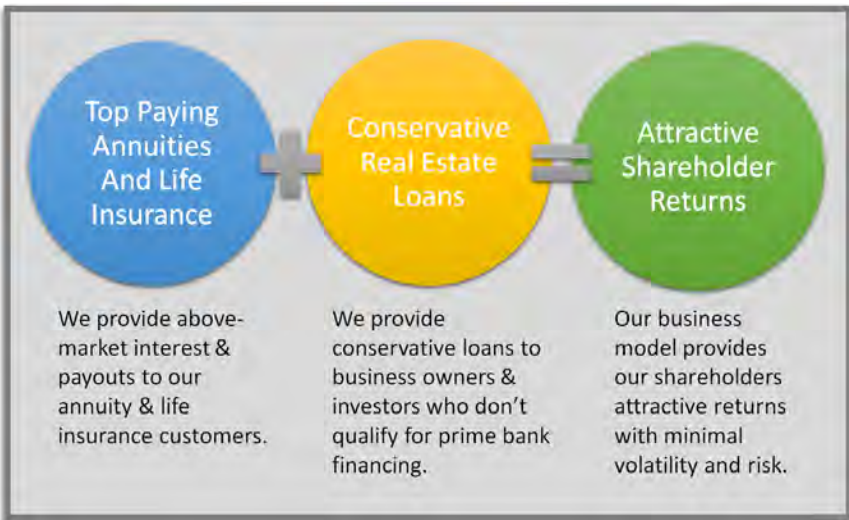 Top Paying
Annuities
And Life
Insurance
Conservative
Real Estate
Loans
Attractive
Shareholder
Returns
We provide above-
market interest &
payouts to our
annuity & life
insurance customers.
We provide
conservative loans to
business owners &
investors who don't
qualify for prime bank
financing.
Our business
model provides
our shareholders
attractive returns
with minimal
volatility and risk.